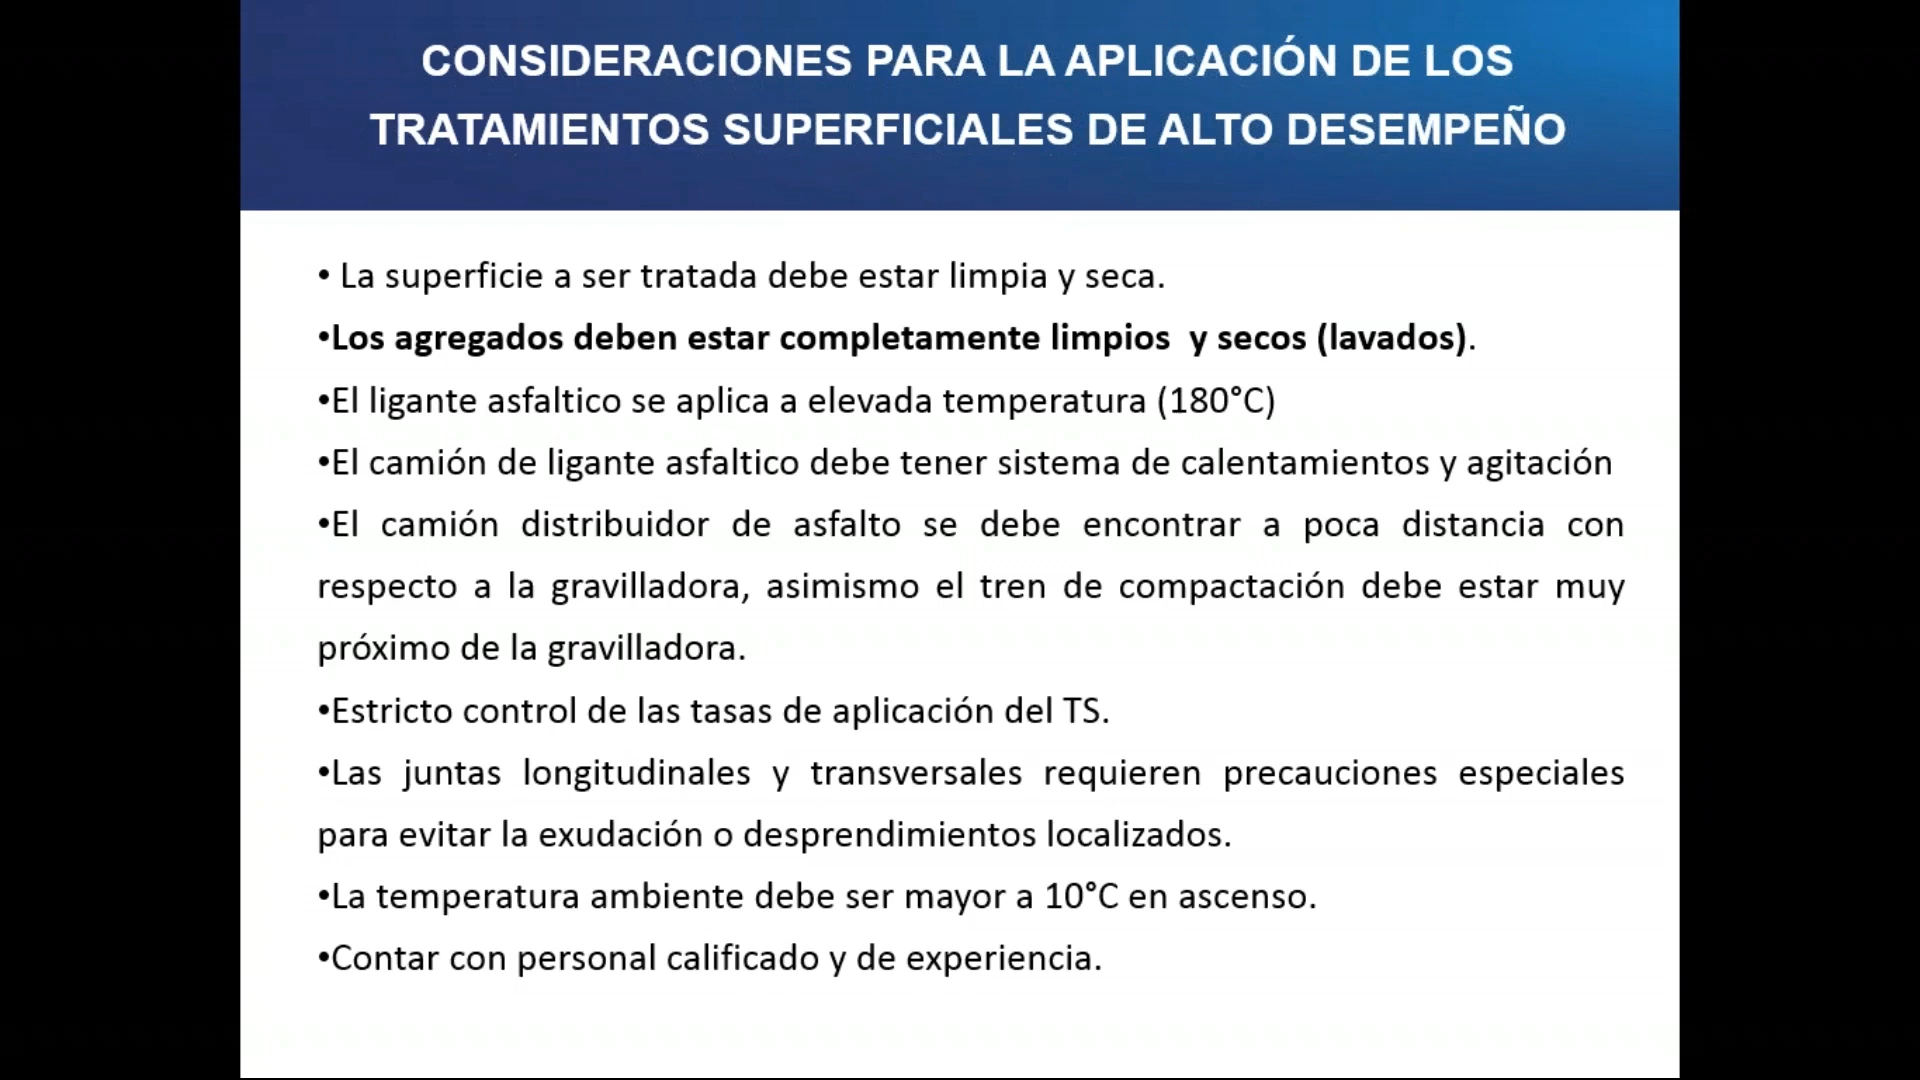 CONSIDERACIONES PARA LA APLICACIÓN DE LOS
TRATAMIENTOS SUPERFICIALES DE ALTO DESEMPEÑO
• La superficie a ser tratada debe estar limpia y seca.
•Los agregados deben estar completamente limpios y secos (lavados).
•El ligante asfaltico se aplica a elevada temperatura (180°C)
•El camión de ligante asfaltico debe tener sistema de calentamientos y agitación
•El camión distribuidor de asfalto se debe encontrar a poca distancia con
respecto a la gravilladora, asimismo el tren de compactación debe estar muy
próximo de la gravilladora.
•Estricto control de las tasas de aplicación del TS.
•Las juntas longitudinales y transversales requieren precauciones especiales
para evitar la exudación o desprendimientos localizados.
•La temperatura ambiente debe ser mayor a 10°C en ascenso.
•Contar con personal calificado y de experiencia.